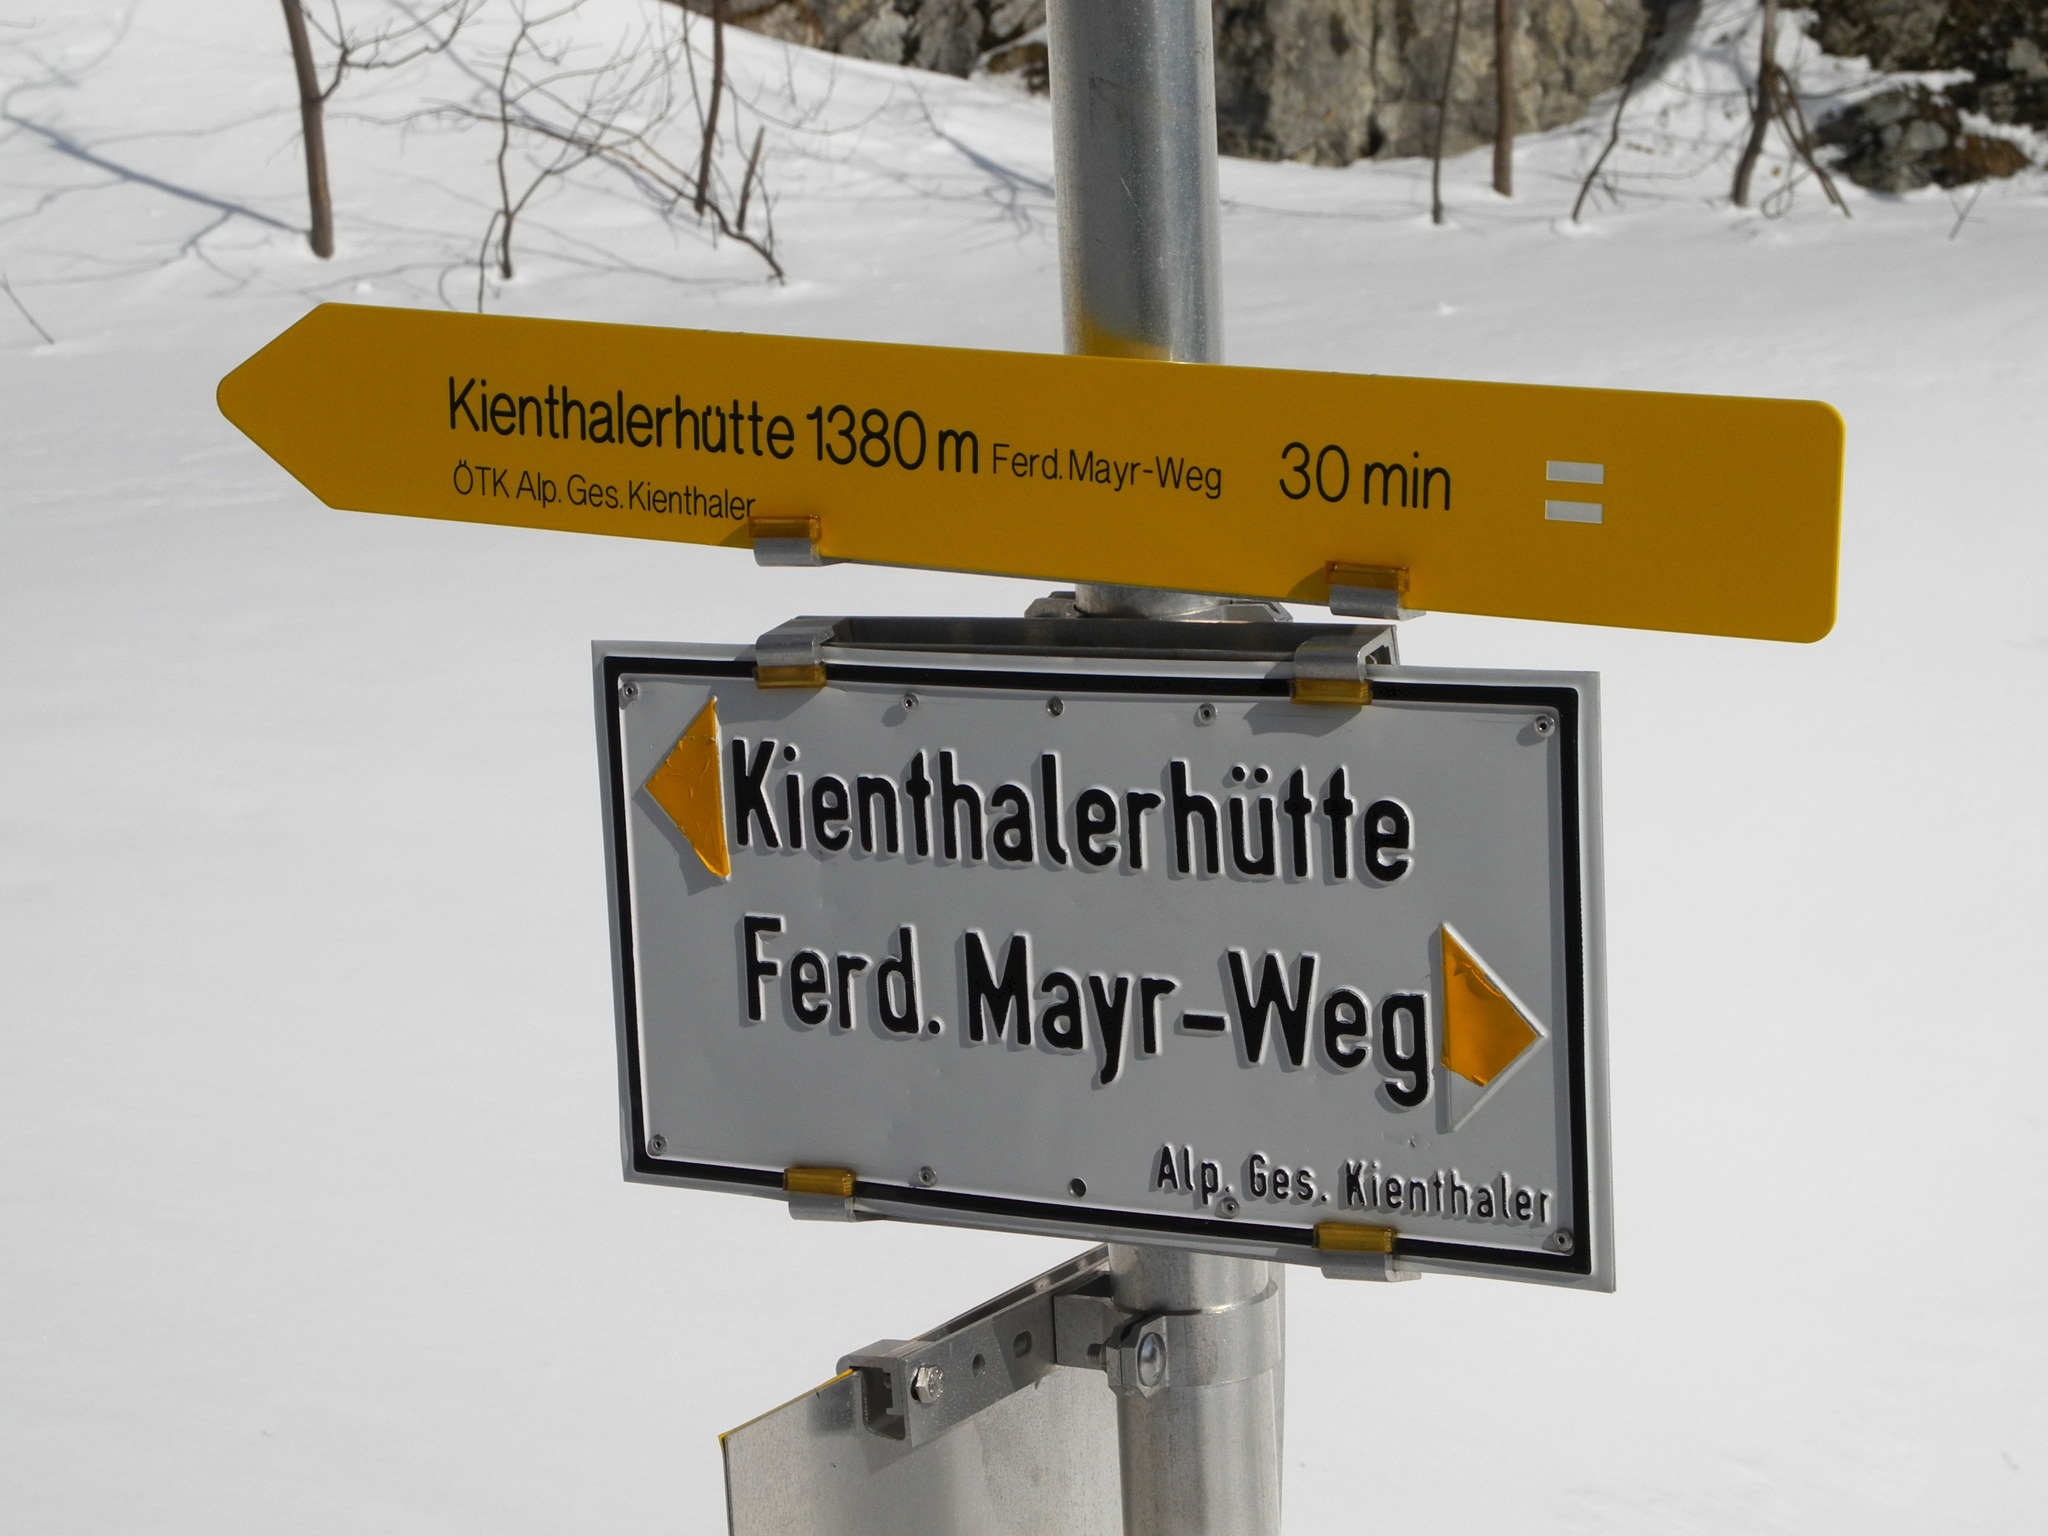 Kienthalerhütte 1380 m Ferd. Mayr-Weg 30 min
ÖTK Alp. Ges. Kienthaler
Kienthalerhütte
Ferd. Mayr-Weg
Alp. Ges. Kienthaler